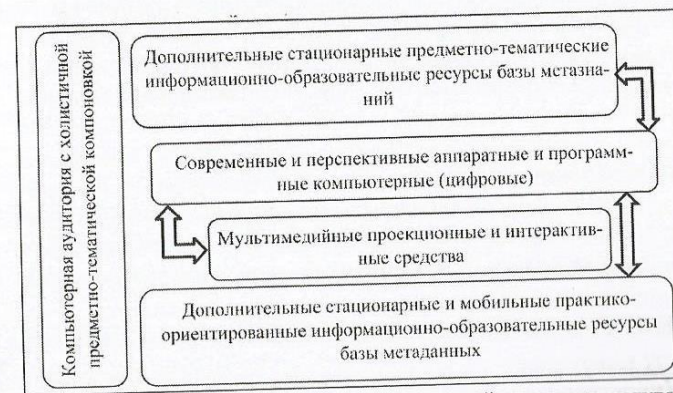 Компьютерная аудитория с холистичной
предметно-тематической компоновкой
Дополнительные стационарные предметно-тематические
информационно-образовательные ресурсы базы метазна-
ний
Современные и перспективные аппаратные и программ-
ные компьютерные (цифровые)
Мультимедийные проекционные и интерактив-
ные средства
Дополнительные стационарные и мобильные практико-
ориентированные информационно-образовательные ресурсы
базы метаданных